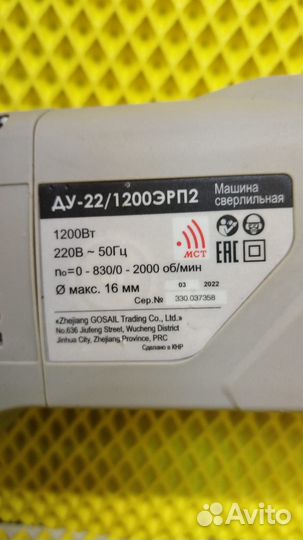 ДУ-22/1200ЭРП2
Машина
сверлильная
1200Вт
220В ~ 50Гц
n₀=0 - 830/0 - 2000 об/мин
Ø макс. 16 мм
МСТ
ЕАС
03 2022
Сер.№ 330.037358
«Zhejiang GOSAIL Trading Co., Ltd.»
No.636 Jiufeng Street, Wucheng District
Jinhua City, Zhejiang Province, PRC
Сделано в КНР
Avito